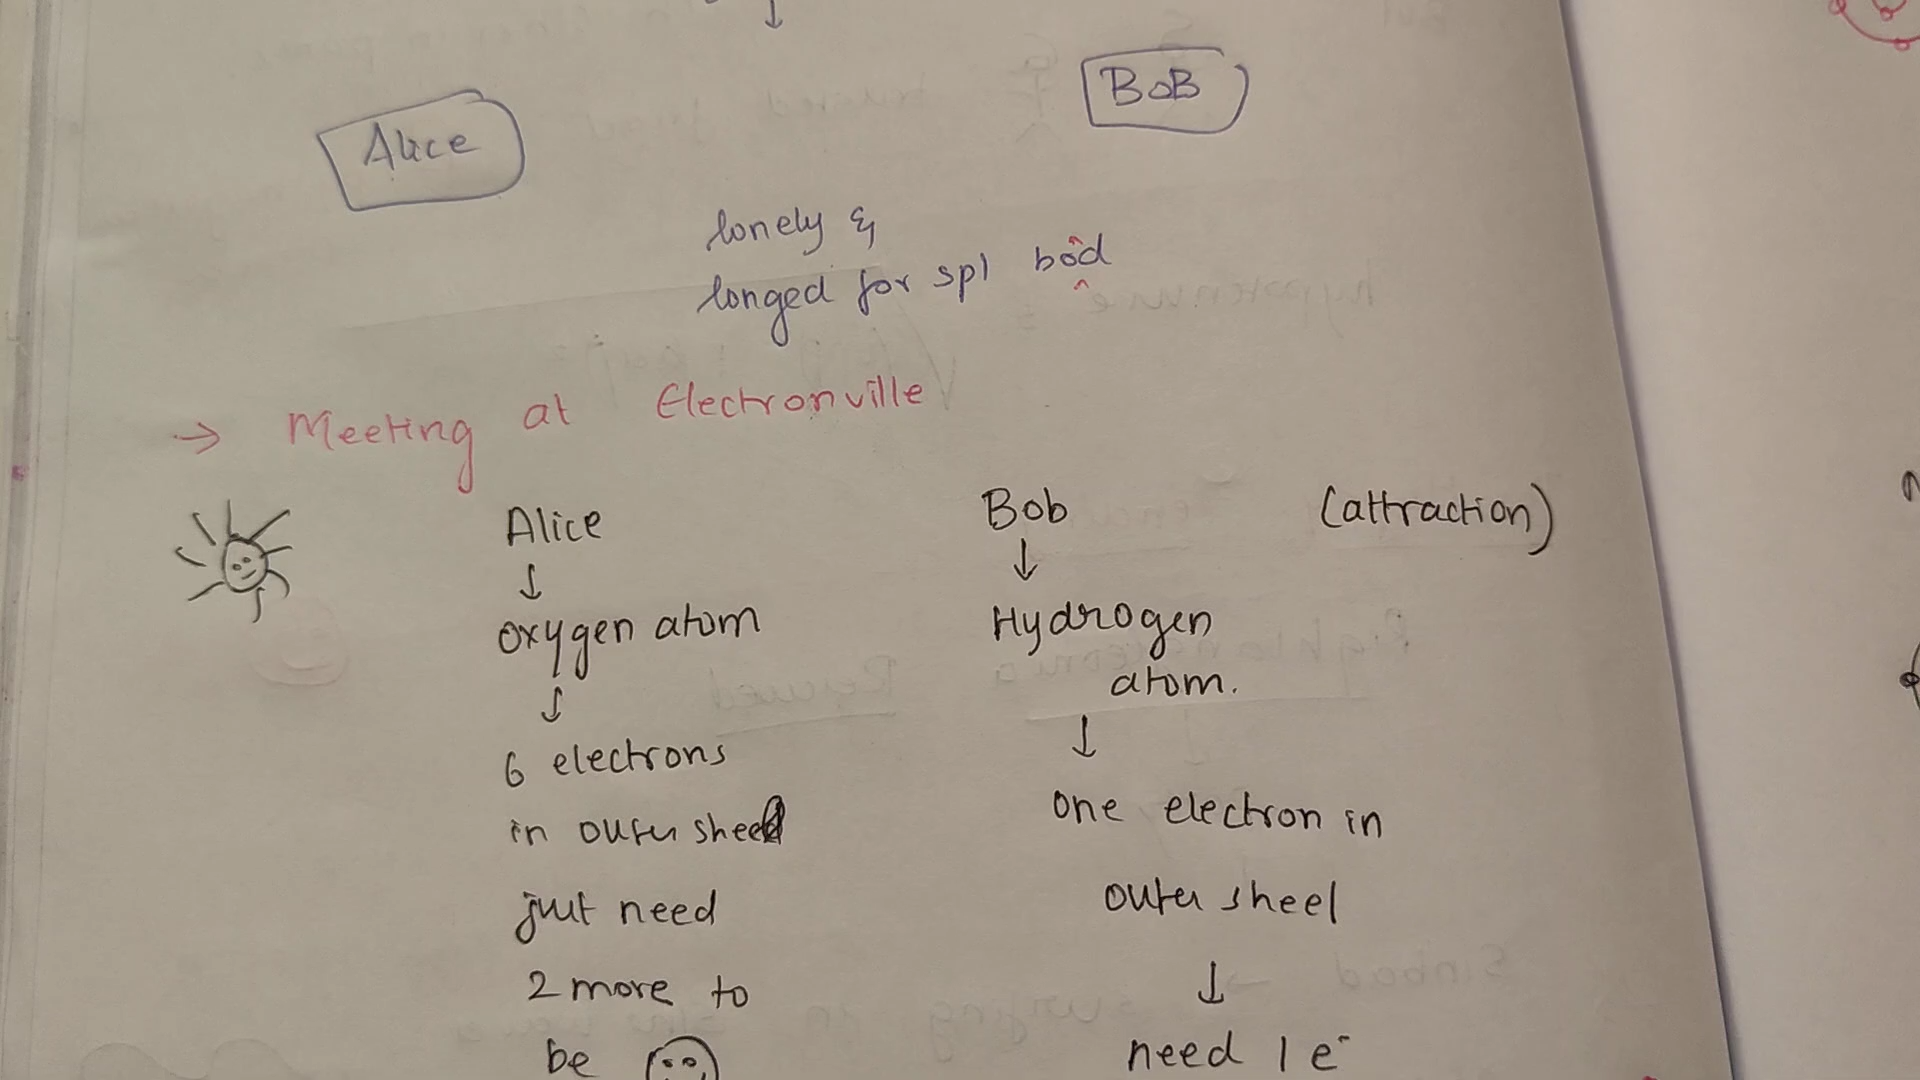 Alice
BoB
lonely &
longed for spl bod
→ Meeting at Electronville
Alice
↓
oxygen atom
↓
6 electrons
in outer sheel
just need
2 more to
be
Bob
↓
Hydrogen
atom.
↓
one electron in
outer sheel
↓
need 1 e⁻
(attraction)